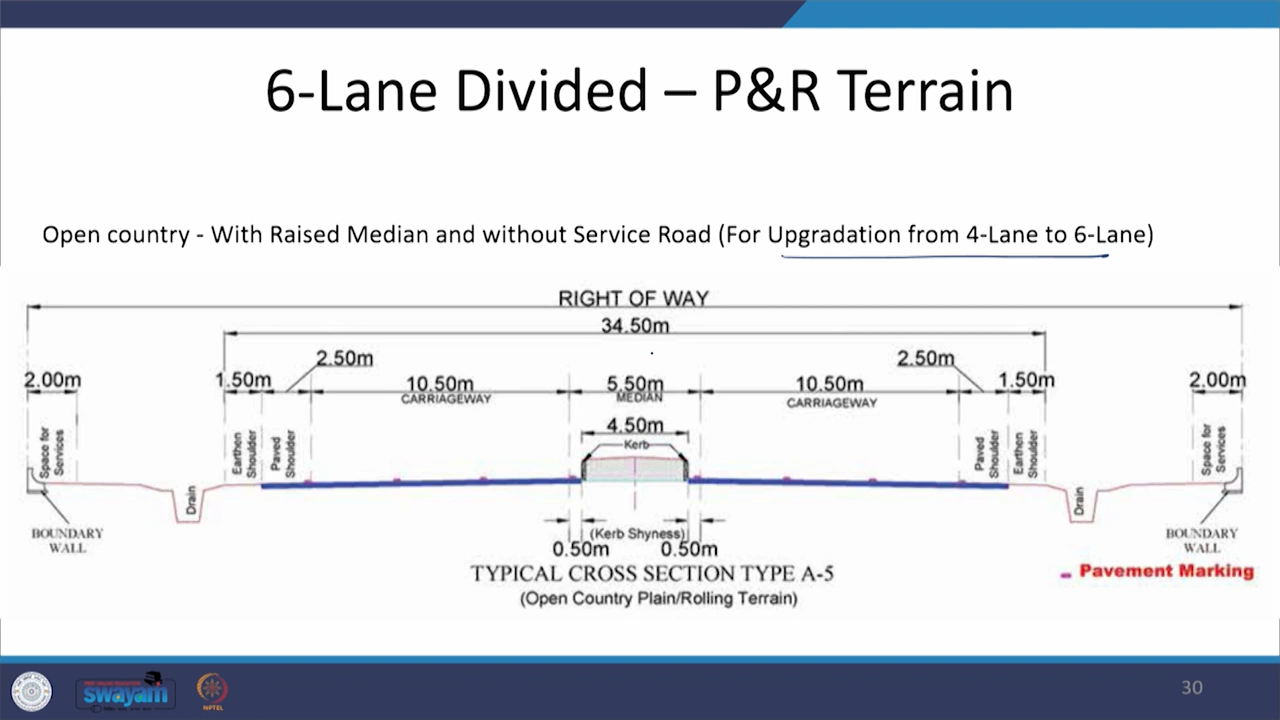 6-Lane Divided – P&R Terrain
Open country - With Raised Median and without Service Road (For Upgradation from 4-Lane to 6-Lane)
RIGHT OF WAY
34.50m
2.50m
2.50m
2.00m
1.50m
10.50m
CARRIAGEWAY
5.50m
MEDIAN
10.50m
CARRIAGEWAY
1.50m
2.00m
4.50m
Kerb
Space for
Services
Earthen
Shoulder
Paved
Shoulder
Paved
Shoulder
Earthen
Shoulder
Space for
Services
Drain
Drain
BOUNDARY
WALL
(Kerb Shyness)
0.50m
0.50m
BOUNDARY
WALL
TYPICAL CROSS SECTION TYPE A-5
(Open Country Plain/Rolling Terrain)
Pavement Marking
swayam
NPTEL
30